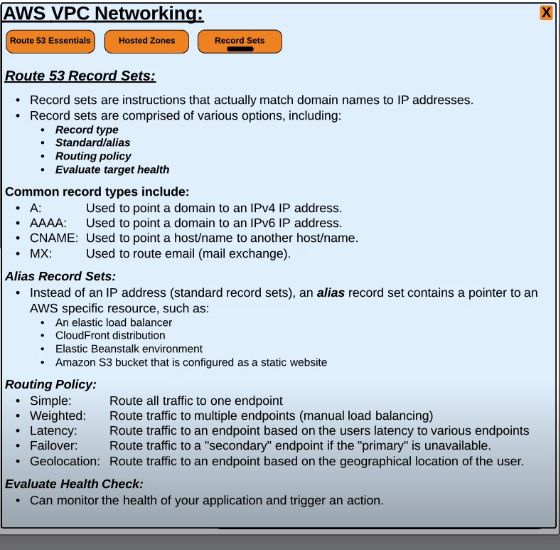 AWS VPC Networking:
X
Route 53 Essentials
Hosted Zones
Record Sets
Route 53 Record Sets:
• Record sets are instructions that actually match domain names to IP addresses.
• Record sets are comprised of various options, including:
• Record type
• Standard/alias
• Routing policy
• Evaluate target health
Common record types include:
• A: Used to point a domain to an IPv4 IP address.
• AAAA: Used to point a domain to an IPv6 IP address.
• CNAME: Used to point a host/name to another host/name.
• MX: Used to route email (mail exchange).
Alias Record Sets:
• Instead of an IP address (standard record sets), an alias record set contains a pointer to an
AWS specific resource, such as:
• An elastic load balancer
• CloudFront distribution
• Elastic Beanstalk environment
• Amazon S3 bucket that is configured as a static website
Routing Policy:
• Simple: Route all traffic to one endpoint
• Weighted: Route traffic to multiple endpoints (manual load balancing)
• Latency: Route traffic to an endpoint based on the users latency to various endpoints
• Failover: Route traffic to a "secondary" endpoint if the "primary" is unavailable.
• Geolocation: Route traffic to an endpoint based on the geographical location of the user.
Evaluate Health Check:
• Can monitor the health of your application and trigger an action.